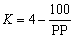 K = 4 − 100/PP